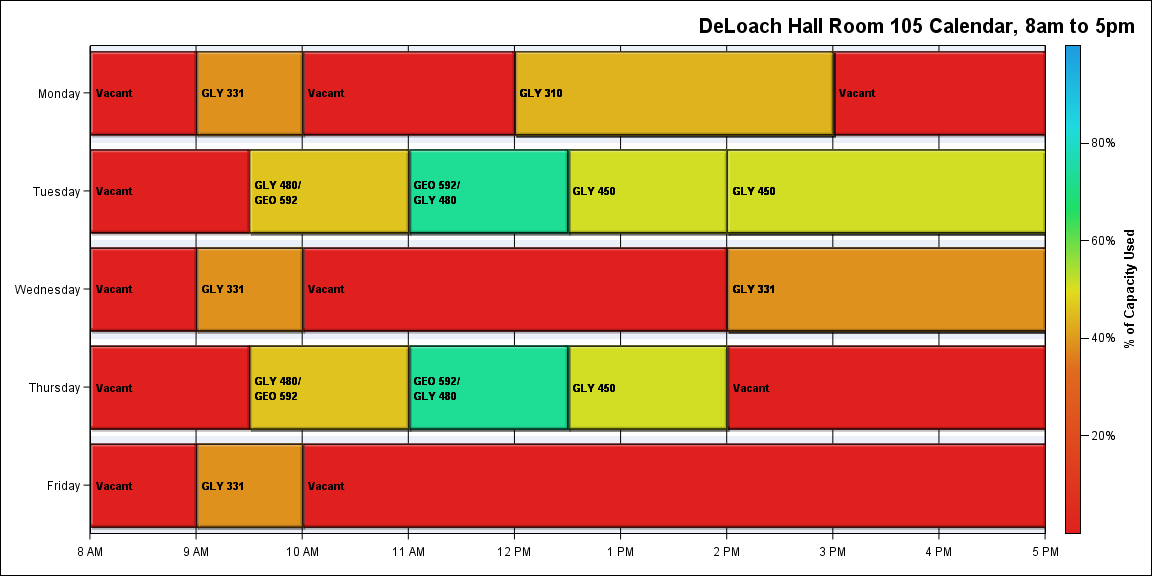 DeLoach Hall Room 105 Calendar, 8am to 5pm
Monday
Vacant
GLY 331
Vacant
GLY 310
Vacant
Tuesday
Vacant
GLY 480/
GEO 592
GEO 592/
GLY 480
GLY 450
GLY 450
Wednesday
Vacant
GLY 331
Vacant
GLY 331
Thursday
Vacant
GLY 480/
GEO 592
GEO 592/
GLY 480
GLY 450
Vacant
Friday
Vacant
GLY 331
Vacant
8 AM
9 AM
10 AM
11 AM
12 PM
1 PM
2 PM
3 PM
4 PM
5 PM
80%
60%
40%
20%
% of Capacity Used